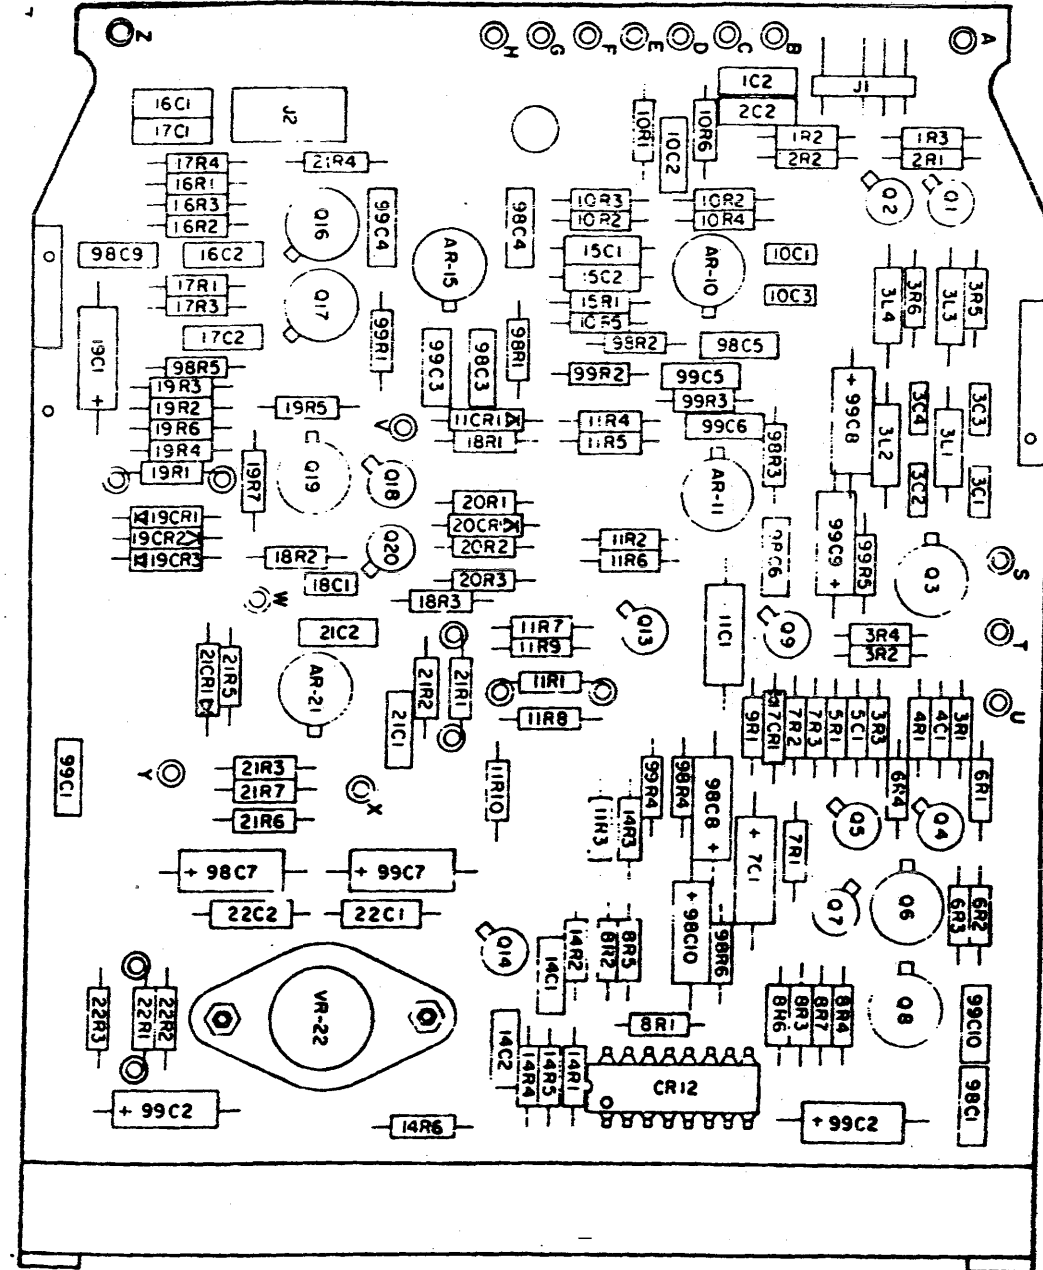 Z
H
G
F
E
D
C
B
A
16C1
17C1
J2
1C2
2C2
J1
10R1
10C2
10R6
1R2
2R2
1R3
2R1
17R4
16R1
16R3
16R2
21R4
Q16
99C4
98C4
10R3
10R2
10R2
10R4
Q2
Q1
98C9
16C2
AR-15
15C1
15C2
AR-10
10C1
10C3
17R1
17R3
Q17
15R1
10R5
3L4
3R6
3L3
3R5
19C1
+
17C2
99R1
99C3
98C3
98R1
98R2
98C5
98R5
19R3
19R2
19R6
19R4
19R1
19R5
V
11CR1
18R1
99R2
99C5
99R3
99C6
11R4
11R5
98R3
+ 99C8
3L2
3C4
3L1
3C3
3C2
3C1
19R7
Q19
Q18
AR-11
20R1
20CR1
20R2
20R3
19CR1
19CR2
19CR3
18R2
18C1
Q20
18R3
11R2
11R6
98C6
99C9 +
99R5
Q3
S
W
21C2
11R7
11R9
Q13
11C1
Q9
3R4
3R2
T
21CR1
21R5
AR-21
21R2
21R1
21C1
11R1
11R8
9R1
7CR1
7R2
7R3
5R1
5C1
3R3
4R1
4C1
3R1
U
99C1
Y
21R3
21R7
21R6
X
11R10
11R3
14R3
99R4
98R4
98C8 +
+ 7C1
7R1
Q5
6R4
Q4
6R1
+ 98C7
+ 99C7
22C2
22C1
Q14
14C1
14R2
8R2
8R5
+ 98C10
98R6
Q7
Q6
6R3
6R2
22R3
22R1
22R2
VR-22
14C2
14R4
14R5
14R1
8R1
CR12
8R6
8R3
8R7
8R4
Q8
99C10
98C1
+ 99C2
14R6
+ 99C2